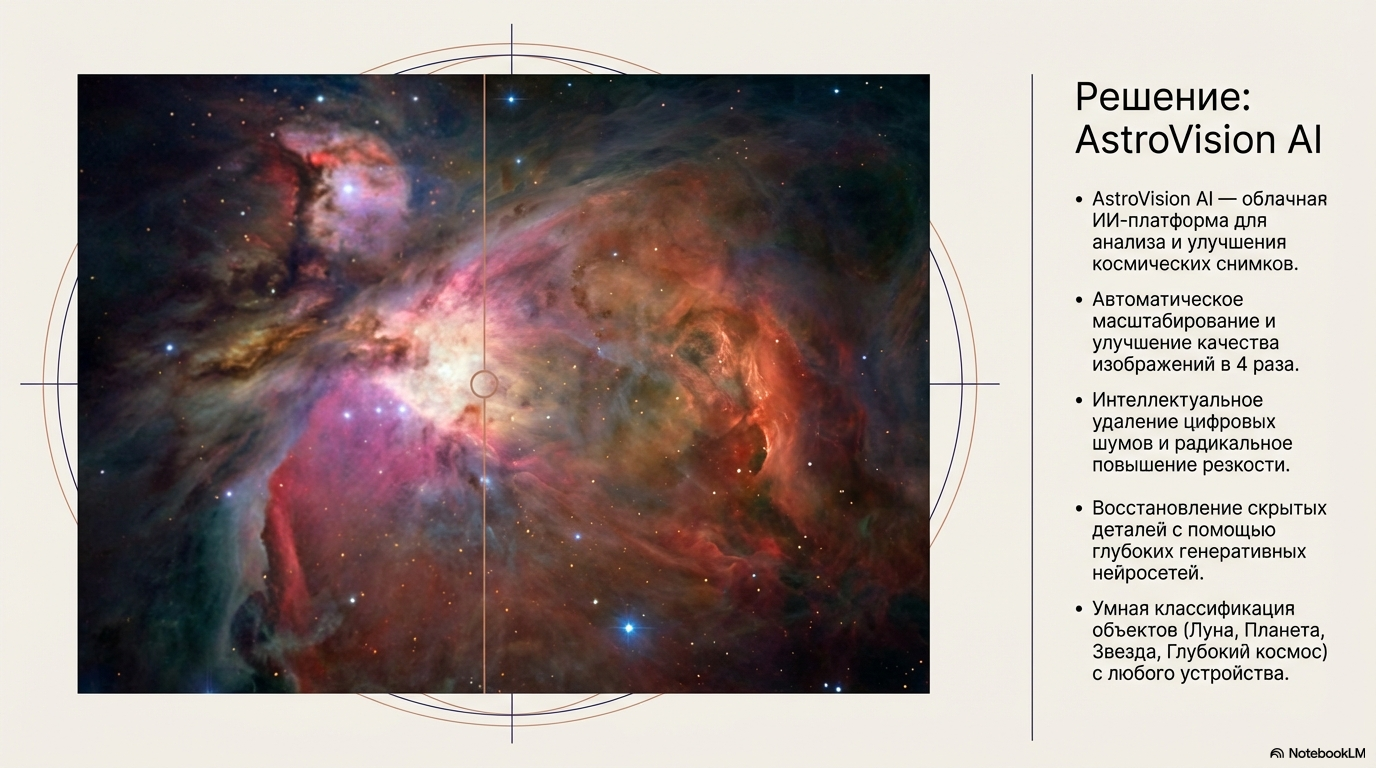 Решение:
AstroVision AI
• AstroVision AI — облачная
ИИ-платформа для
анализа и улучшения
космических снимков.
• Автоматическое
масштабирование и
улучшение качества
изображений в 4 раза.
• Интеллектуальное
удаление цифровых
шумов и радикальное
повышение резкости.
• Восстановление скрытых
деталей с помощью
глубоких генеративных
нейросетей.
• Умная классификация
объектов (Луна, Планета,
Звезда, Глубокий космос)
с любого устройства.
NotebookLM